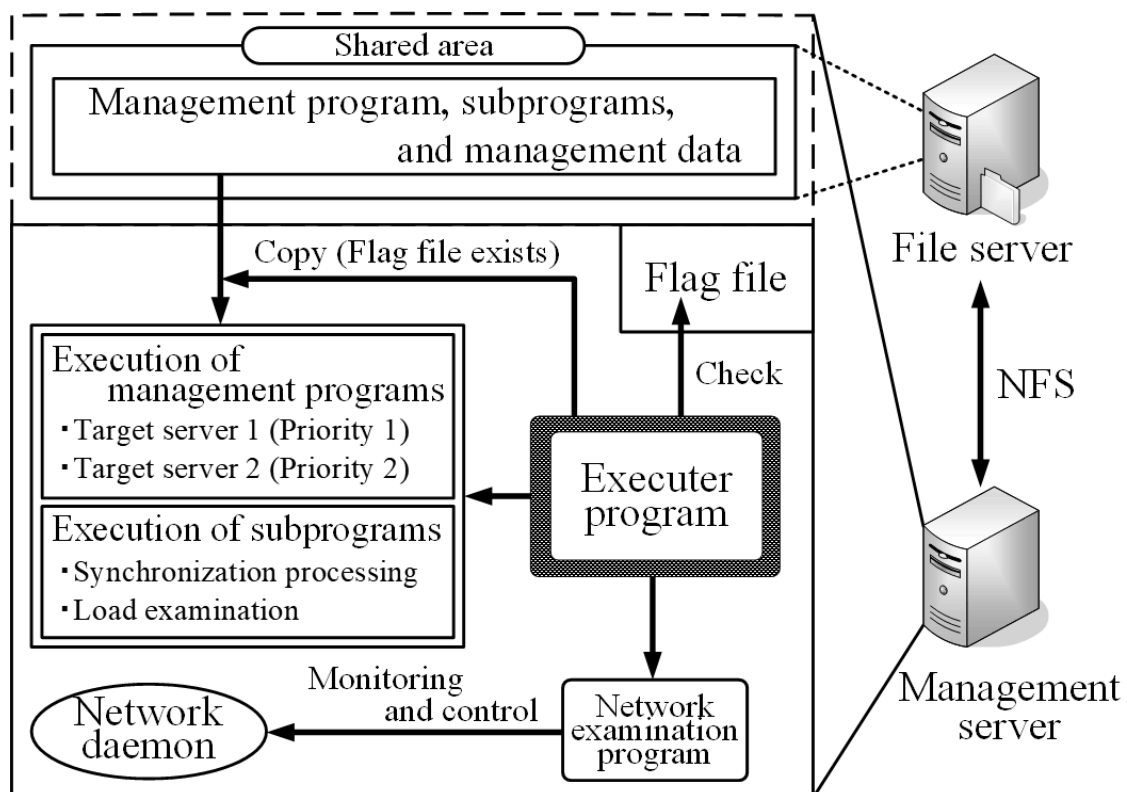 Shared area
Management program, subprograms,
and management data
File server
Copy (Flag file exists)
Flag file
Check
NFS
Execution of
management programs
・Target server 1 (Priority 1)
・Target server 2 (Priority 2)
Executer
program
Execution of subprograms
・Synchronization processing
・Load examination
Monitoring
and control
Network
daemon
Network
examination
program
Management
server